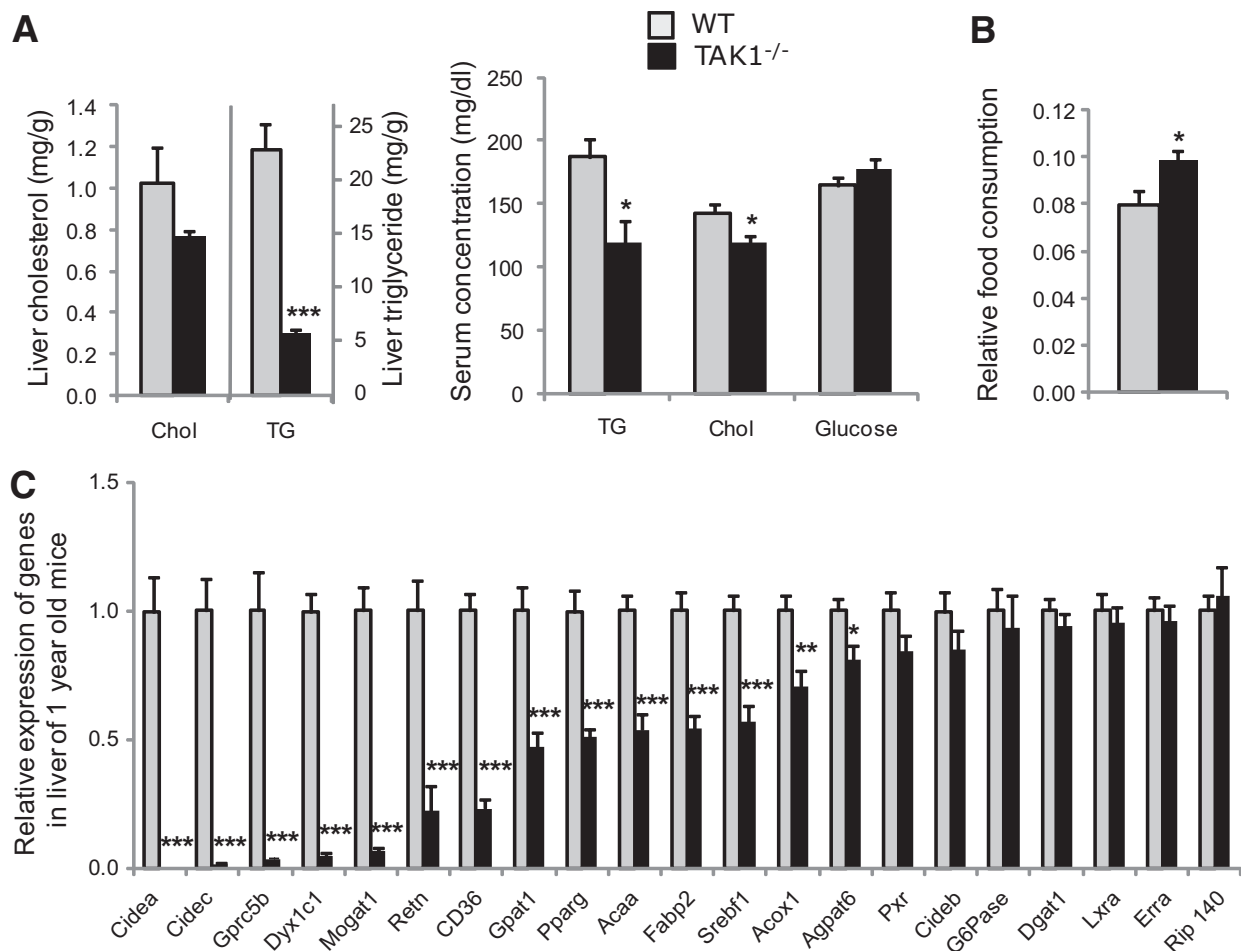 A
WT
TAK1-/-
B
Liver cholesterol (mg/g)
1.4
1.2
1.0
0.8
0.6
0.4
0.2
0.0
***
25
20
15
10
5
0
Liver triglyceride (mg/g)
Chol TG
Serum concentration (mg/dl)
250
200
150
100
50
0
* *
TG Chol Glucose
Relative food consumption
0.12
0.10
0.08
0.06
0.04
0.02
0.00
*
C
Relative expression of genes
in liver of 1 year old mice
1.5
1.0
0.5
0.0
*** *** *** *** *** *** *** *** *** *** *** *** ** *
Cidea Cidec Gprc5b Dyx1c1 Mogat1 Retn CD36 Gpat1 Pparg Acaa Fabp2 Srebf1 Acox1 Agpat6 Pxr Cideb G6Pase Dgat1 Lxra Erra Rip 140